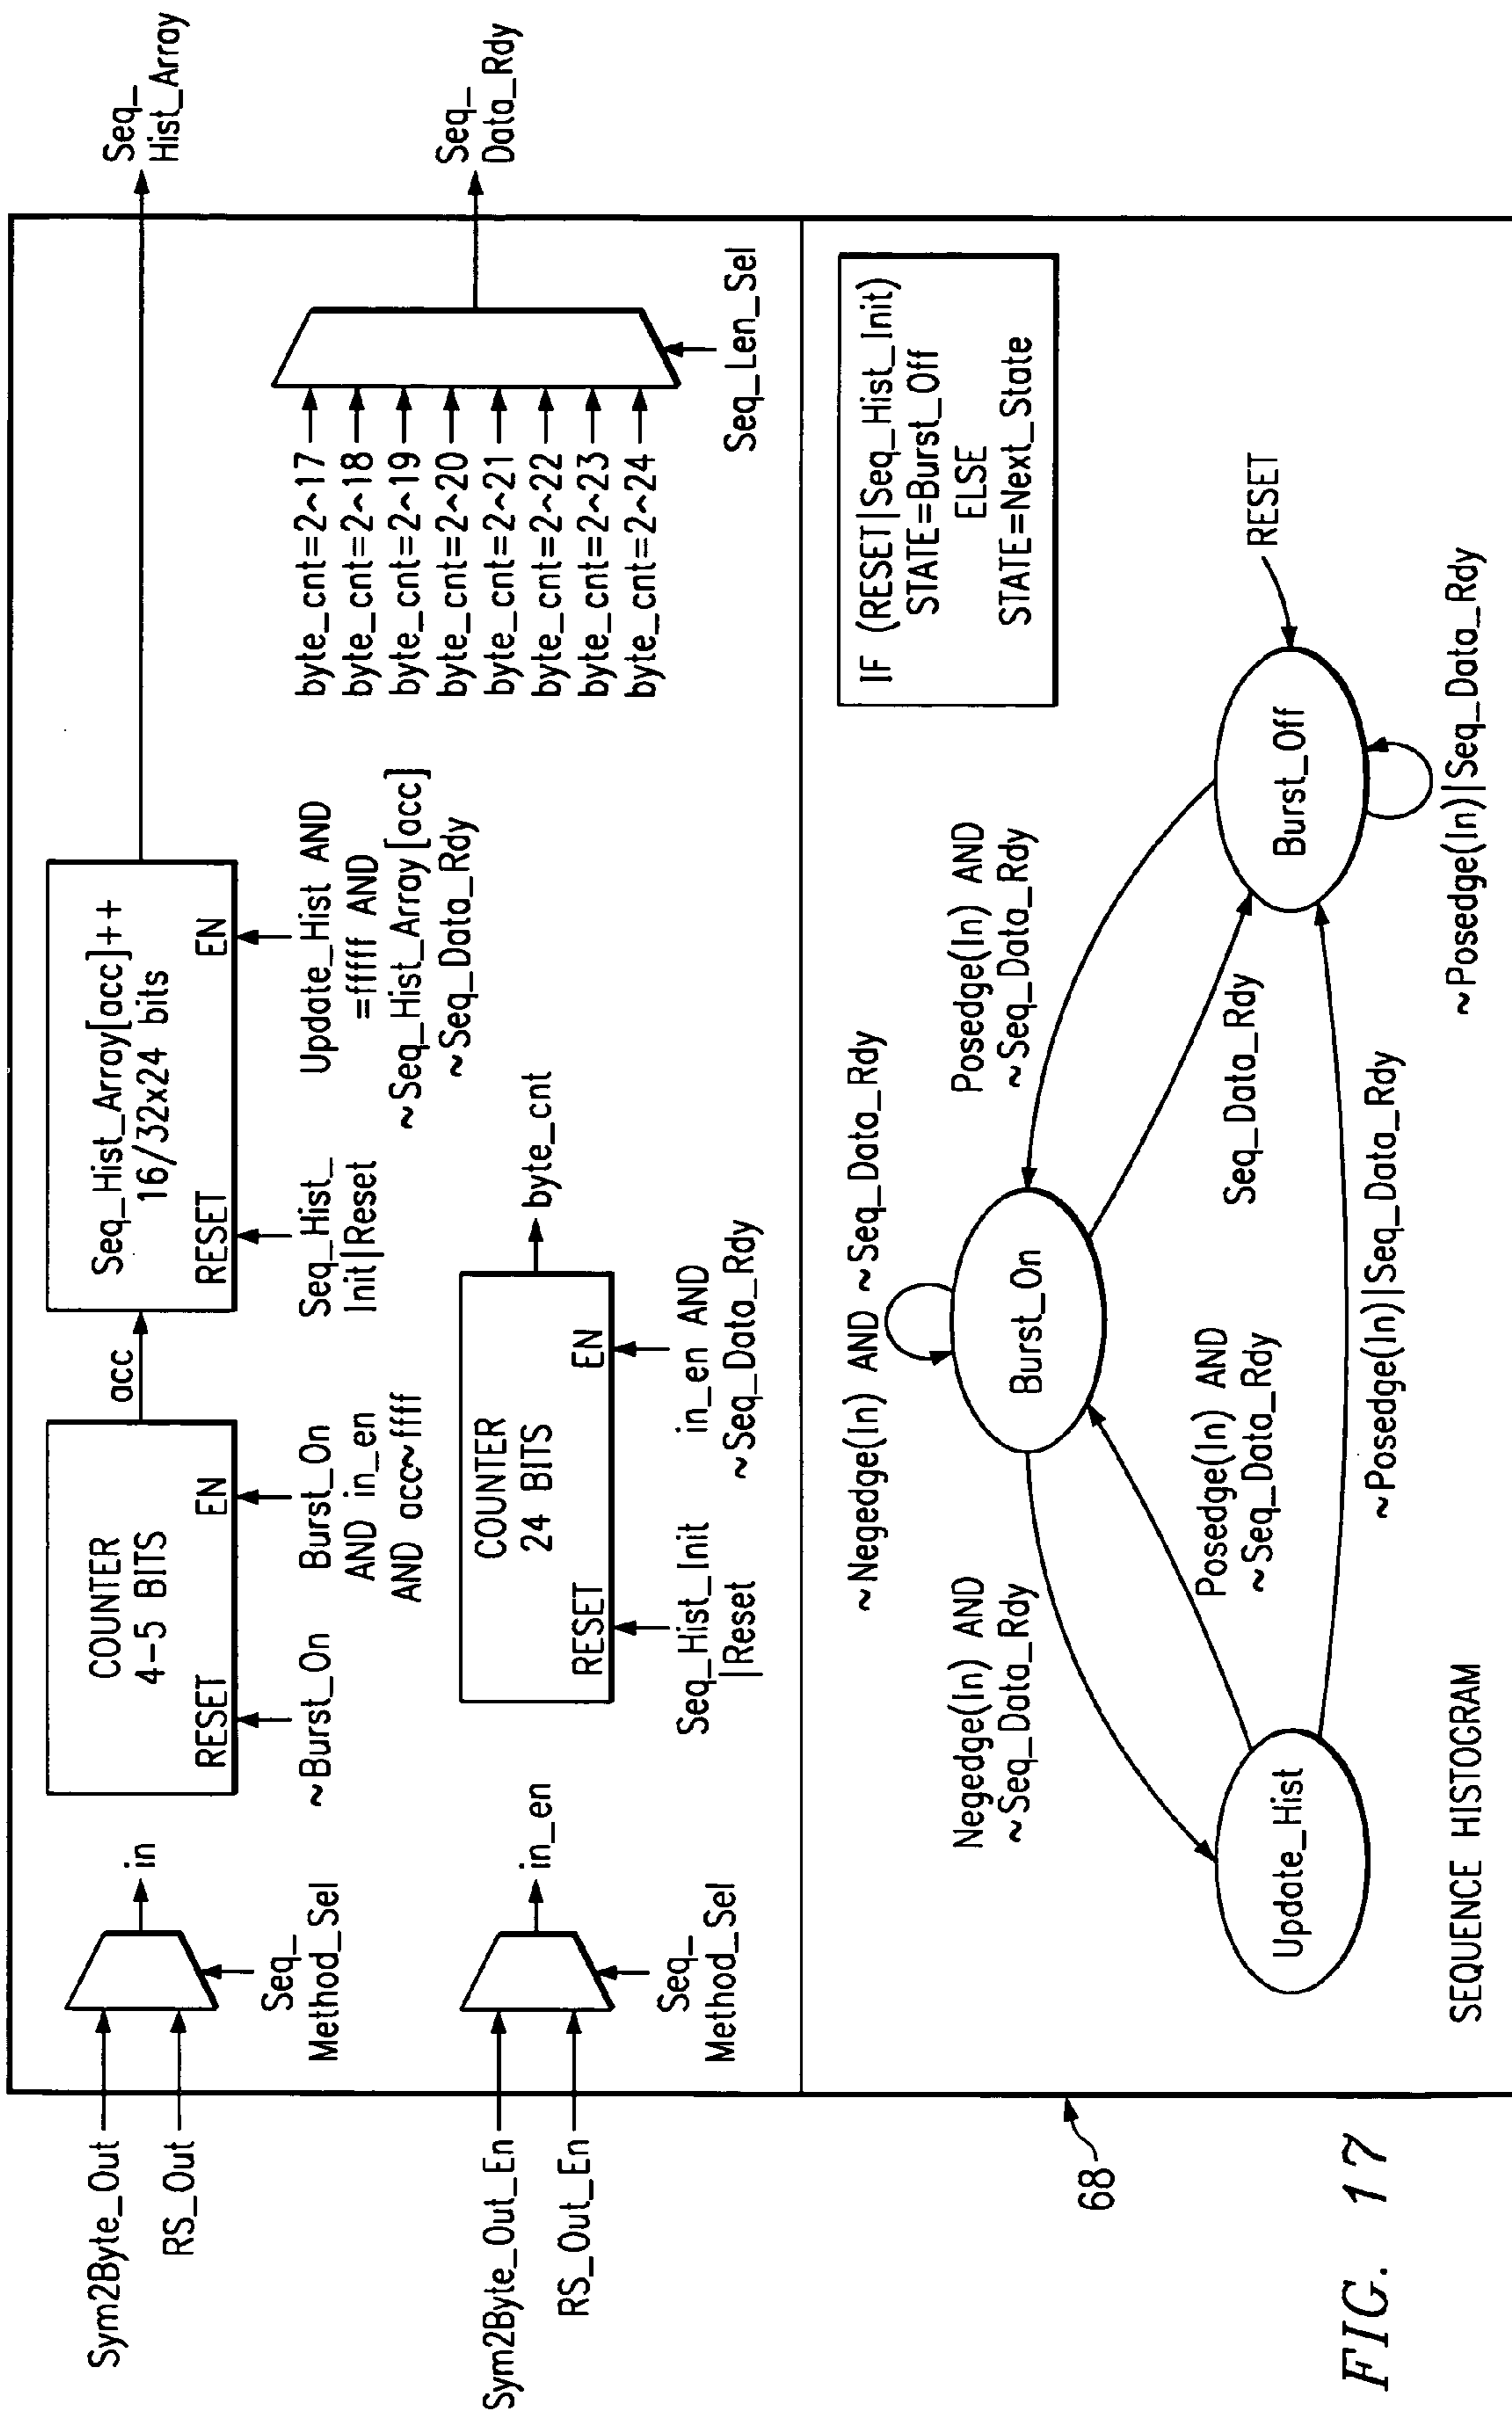 Sym2Byte_Out
RS_Out
Seq_
Method_Sel
in
COUNTER
4-5 BITS
RESET
EN
~Burst_On
Burst_On
AND in_en
AND acc~ffff
acc
Seq_Hist_Array[acc]++
16/32x24 bits
RESET
EN
Seq_Hist_
Init|Reset
Update_Hist AND
=fffff AND
~Seq_Hist_Array[acc]
~Seq_Data_Rdy
Seq_
Hist_Array
Sym2Byte_Out_En
RS_Out_En
Seq_
Method_Sel
in_en
COUNTER
24 BITS
RESET
EN
Seq_Hist_Init
|Reset
in_en AND
~Seq_Data_Rdy
byte_cnt
byte_cnt=2^17
byte_cnt=2^18
byte_cnt=2^19
byte_cnt=2^20
byte_cnt=2^21
byte_cnt=2^22
byte_cnt=2^23
byte_cnt=2^24
Seq_Len_Sel
Seq_
Data_Rdy
IF (RESET|Seq_Hist_Init)
STATE=Burst_Off
ELSE
STATE=Next_State
~Negedge(In) AND ~Seq_Data_Rdy
Negedge(In) AND
~Seq_Data_Rdy
Burst_On
Posedge(In) AND
~Seq_Data_Rdy
Posedge(In) AND
~Seq_Data_Rdy
Seq_Data_Rdy
RESET
Update_Hist
Burst_Off
~Posedge(In)|Seq_Data_Rdy
~Posedge(In)|Seq_Data_Rdy
SEQUENCE HISTOGRAM
68
FIG. 17